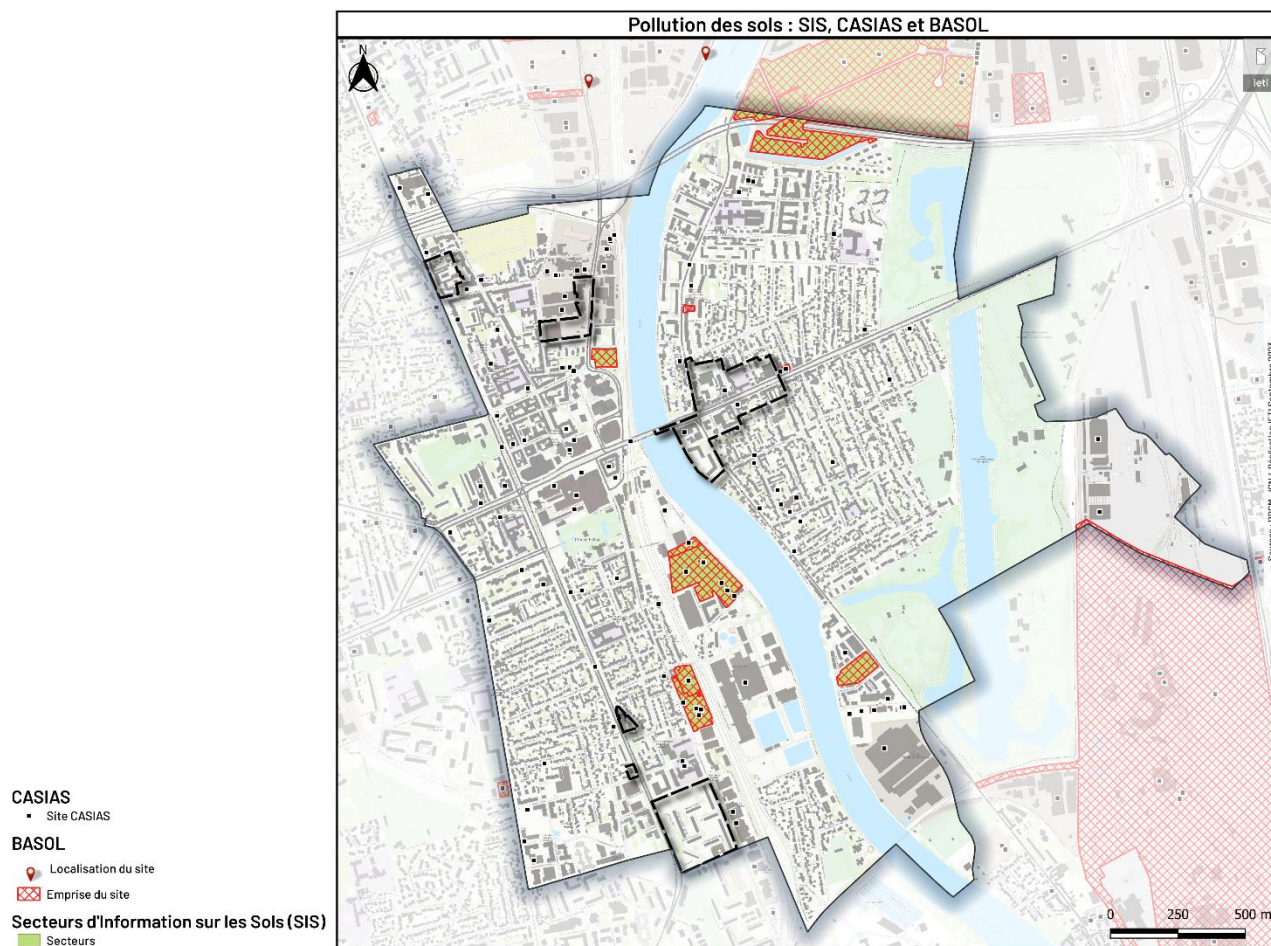 Pollution des sols : SIS, CASIAS et BASOL
N
ieti
CASIAS
Site CASIAS
BASOL
Localisation du site
Emprise du site
Secteurs d'Information sur les Sols (SIS)
Secteurs
0 250 500 m